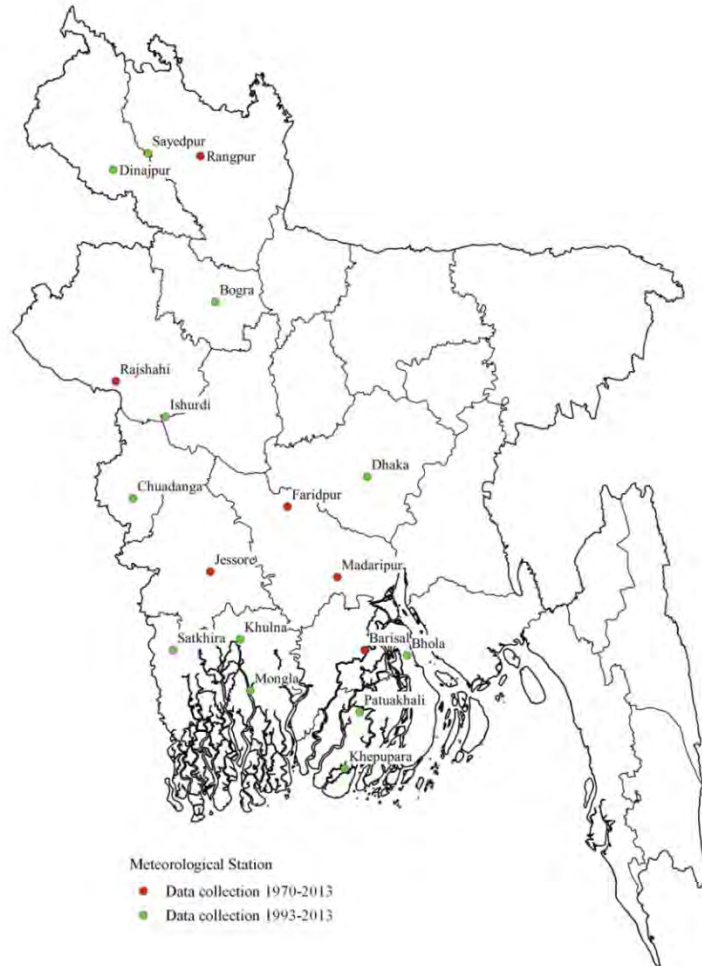 Sayedpur
Rangpur
Dinajpur
Bogra
Rajshahi
Ishurdi
Dhaka
Chuadanga
Faridpur
Jessore
Madaripur
Khulna
Satkhira
Barisal
Bhola
Mongla
Patuakhali
Khepupara
Meteorological Station
Data collection 1970-2013
Data collection 1993-2013